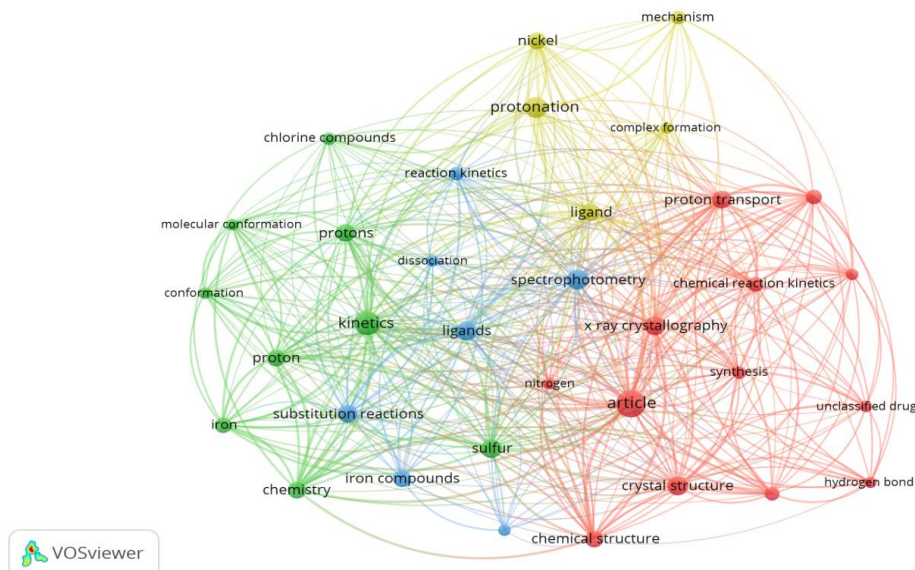 mechanism
nickel
protonation
complex formation
chlorine compounds
reaction kinetics
proton transport
ligand
molecular conformation
protons
dissociation
spectrophotometry
chemical reaction kinetics
conformation
kinetics
ligands
x ray crystallography
proton
nitrogen
synthesis
article
unclassified drug
substitution reactions
iron
sulfur
iron compounds
crystal structure
hydrogen bond
chemistry
chemical structure
VOSviewer